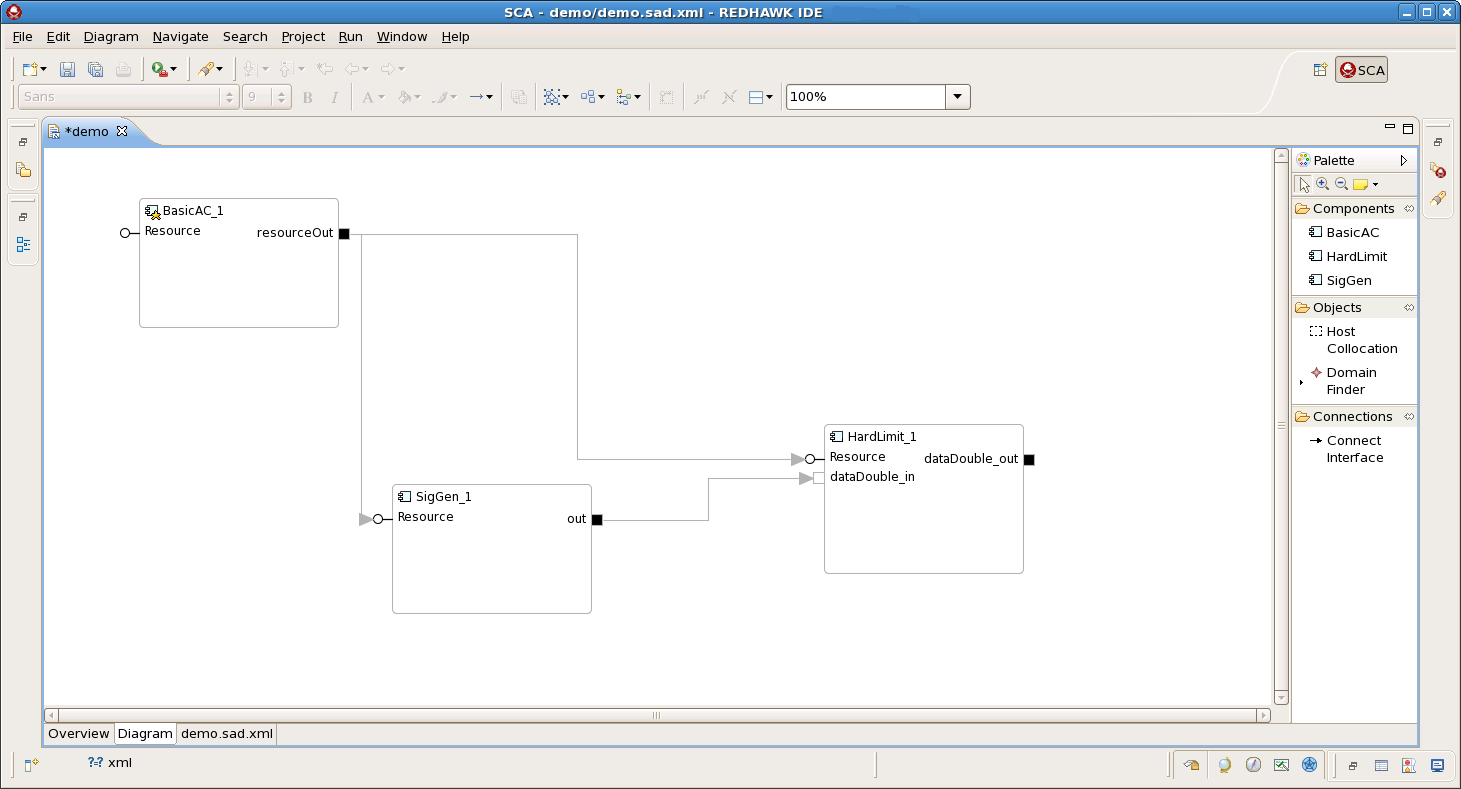 SCA - demo/demo.sad.xml - REDHAWK IDE
File Edit Diagram Navigate Search Project Run Window Help
SCA
Sans 9 B I A 100%
*demo
Palette
BasicAC_1
Resource resourceOut
Components
BasicAC
HardLimit
SigGen
Objects
Host
Collocation
Domain
Finder
Connections
Connect
Interface
HardLimit_1
Resource dataDouble_out
dataDouble_in
SigGen_1
Resource out
Overview Diagram demo.sad.xml
?-? xml